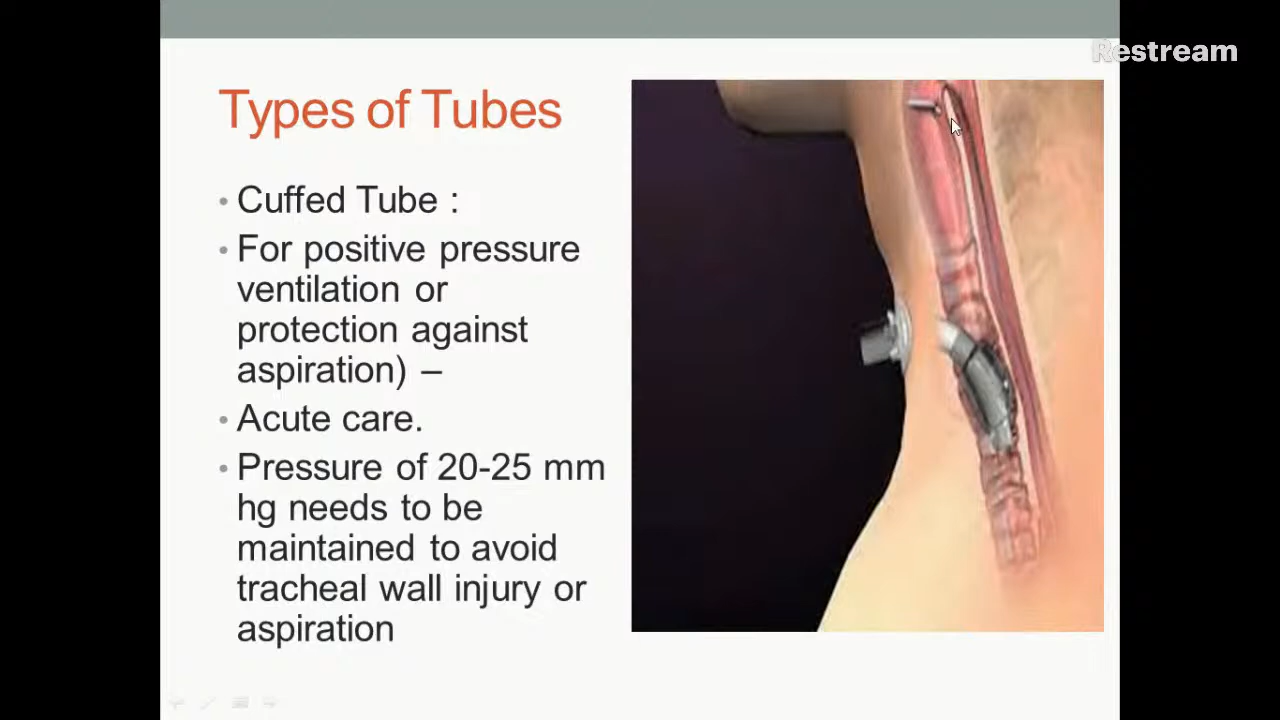 Restream
Types of Tubes
• Cuffed Tube :
• For positive pressure
ventilation or
protection against
aspiration) –
• Acute care.
• Pressure of 20-25 mm
hg needs to be
maintained to avoid
tracheal wall injury or
aspiration